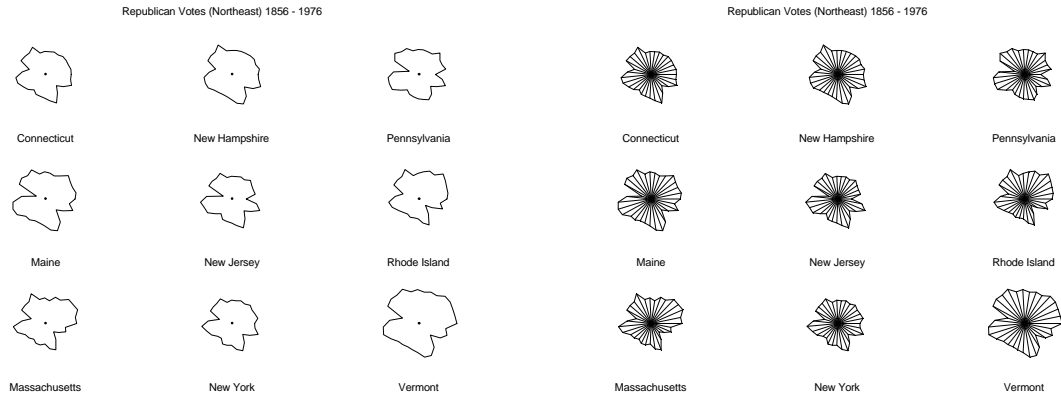 Republican Votes (Northeast) 1856 - 1976
Connecticut
New Hampshire
Pennsylvania
Maine
New Jersey
Rhode Island
Massachusetts
New York
Vermont
Republican Votes (Northeast) 1856 - 1976
Connecticut
New Hampshire
Pennsylvania
Maine
New Jersey
Rhode Island
Massachusetts
New York
Vermont